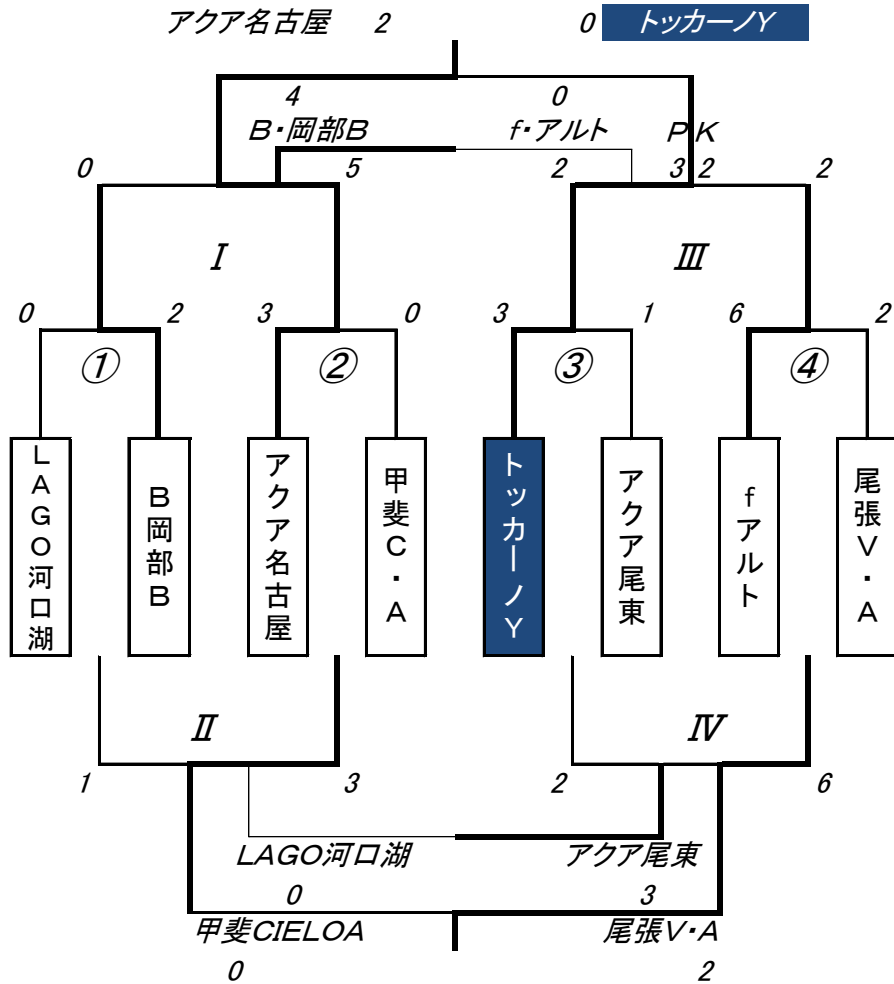 アクア名古屋 2 0 トッカーノY
4 0
B・岡部B f・アルト PK
0 5 2 3 2 2
I III
0 2 3 0 3 1 6 2
① ② ③ ④
LAGO河口湖
B岡部B
アクア名古屋
甲斐C・A
トッカーノY
アクア尾東
fアルト
尾張V・A
II IV
1 3 2 6
LAGO河口湖 アクア尾東
0 3
甲斐CIELOA 尾張V・A
0 2